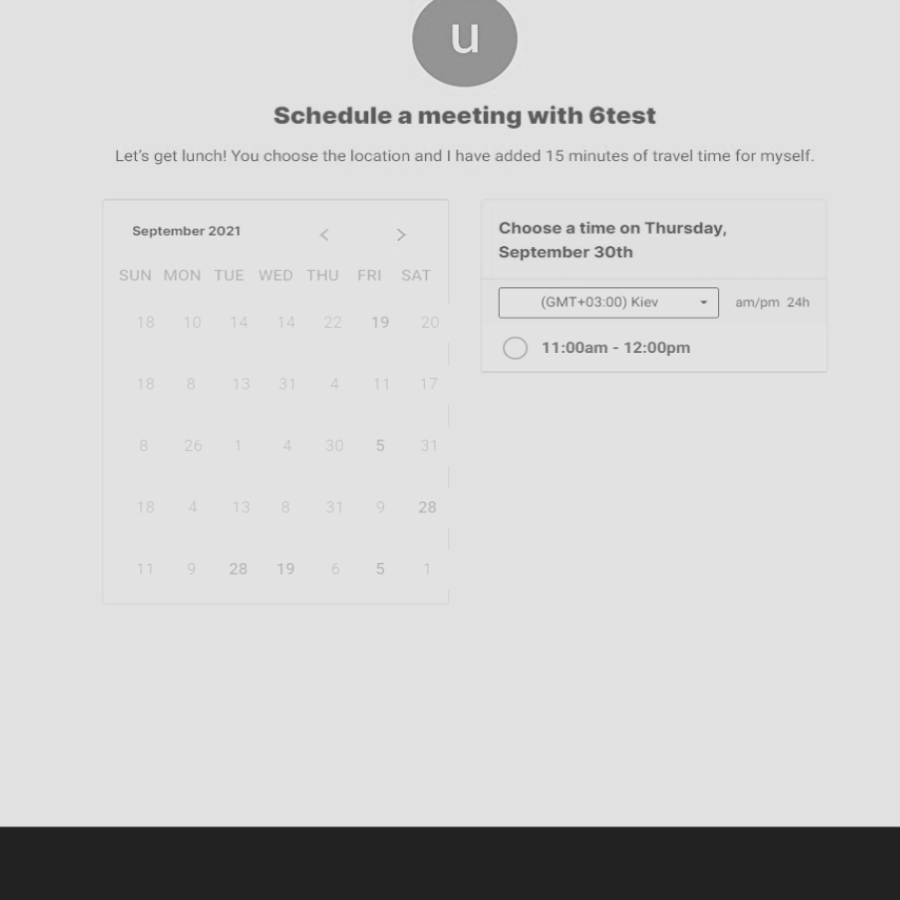 u
Schedule a meeting with 6test
Let's get lunch! You choose the location and I have added 15 minutes of travel time for myself.
September 2021 < >
SUN MON TUE WED THU FRI SAT
18 10 14 14 22 19 20
18 8 13 31 4 11 17
8 26 1 4 30 5 31
18 4 13 8 31 9 28
11 9 28 19 6 5 1
Choose a time on Thursday,
September 30th
(GMT+03:00) Kiev am/pm 24h
11:00am - 12:00pm